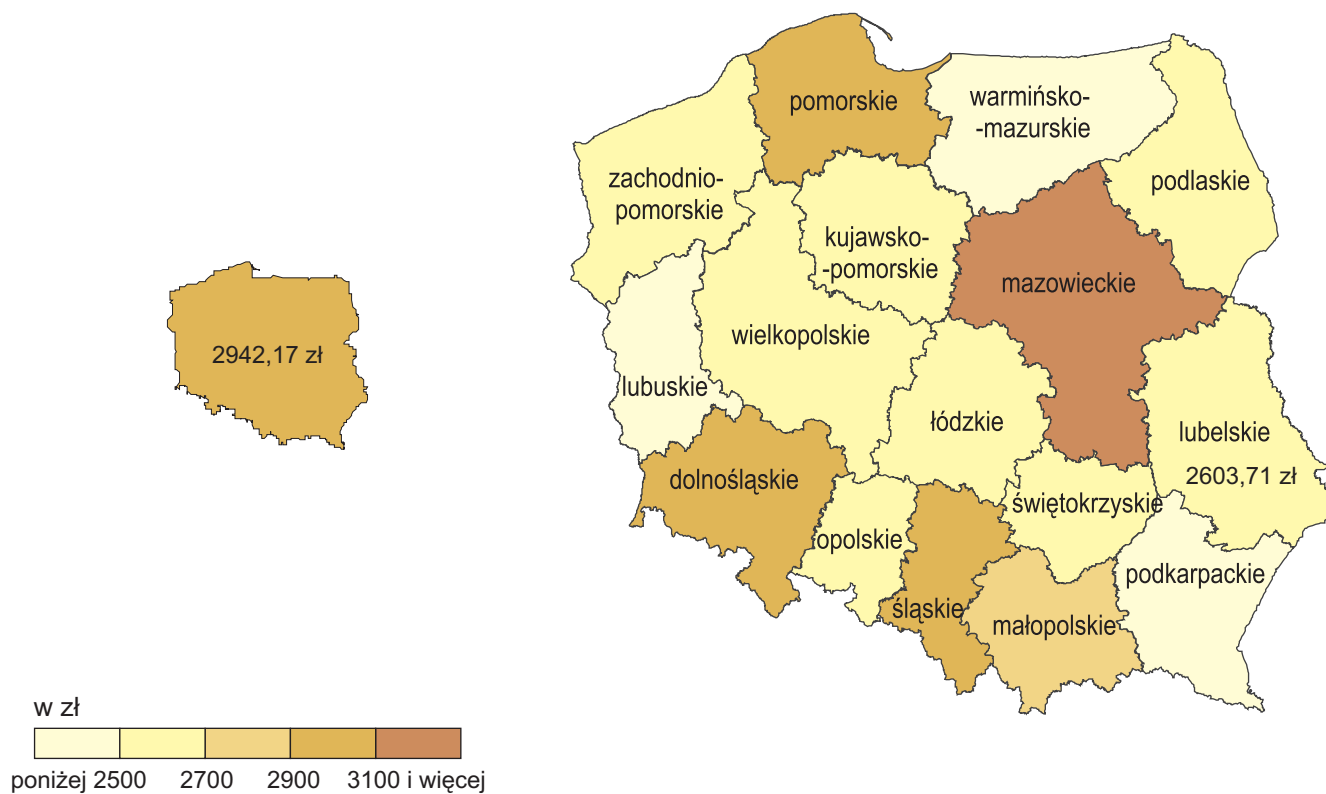 pomorskie
warmińsko-
-mazurskie
podlaskie
zachodnio-
pomorskie
kujawsko-
-pomorskie
mazowieckie
wielkopolskie
2942,17 zł
lubuskie
łódzkie
lubelskie
2603,71 zł
dolnośląskie
świętokrzyskie
opolskie
podkarpackie
śląskie
małopolskie
w zł
poniżej 2500 2700 2900 3100 i więcej